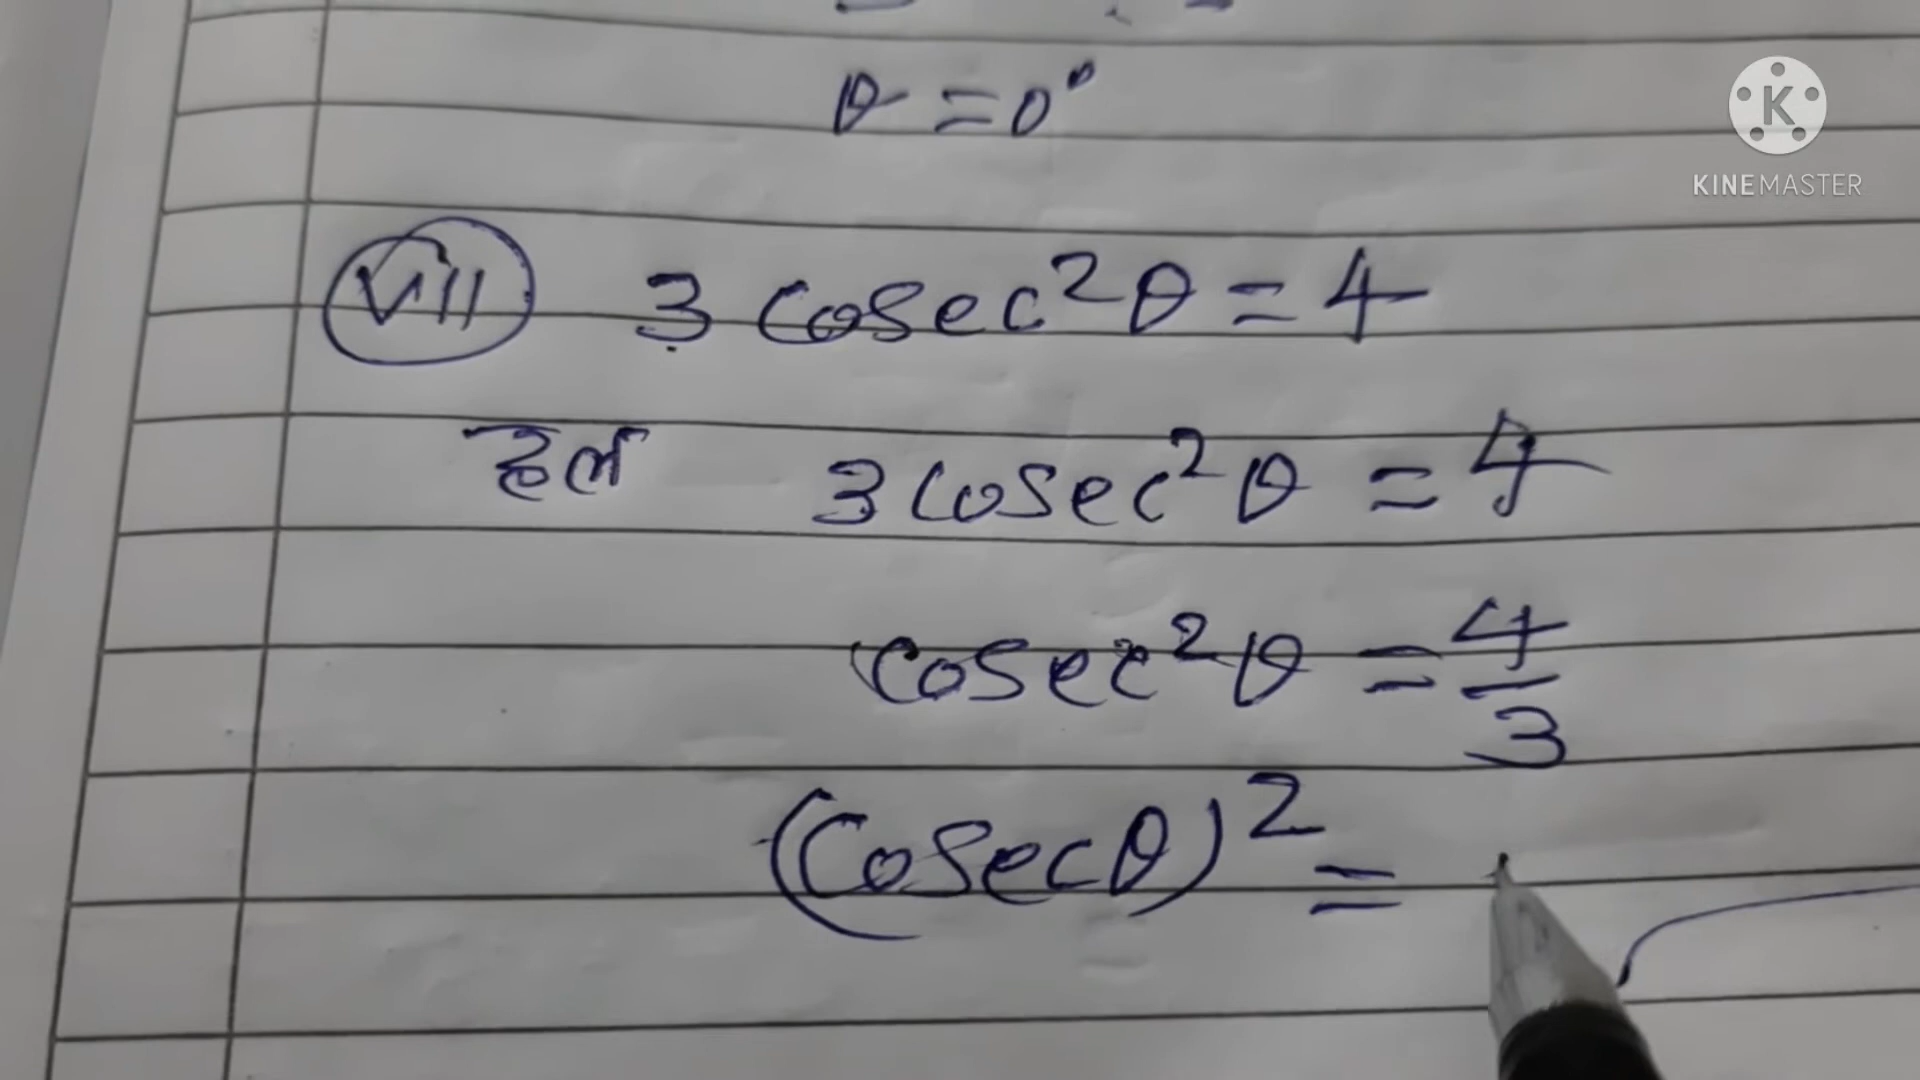 θ = 0°
KINEMASTER
VII 3 cosec²θ = 4
हल 3 cosec²θ = 4
cosec²θ = 4/3
(cosecθ)² =